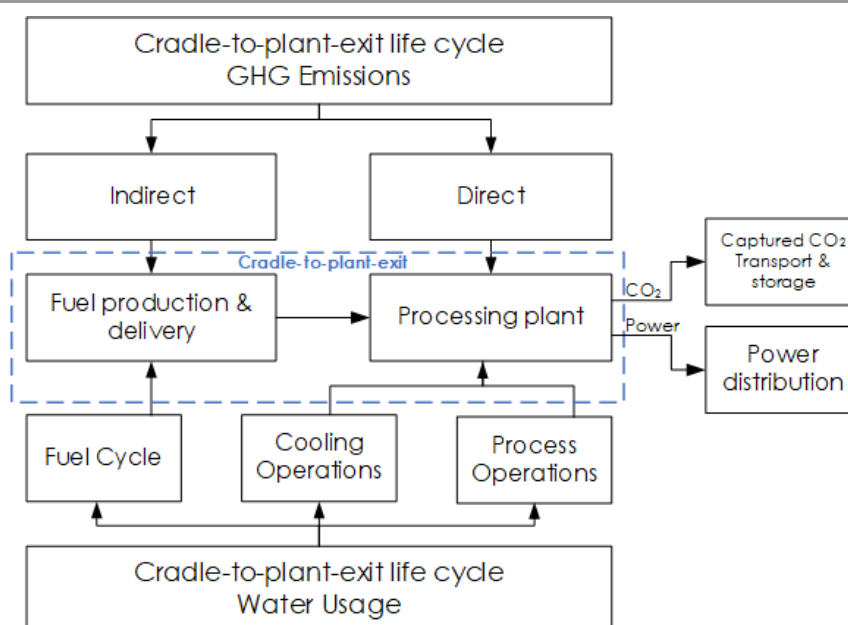 Cradle-to-plant-exit life cycle
GHG Emissions
Indirect
Direct
Cradle-to-plant-exit
Captured CO₂
Transport &
storage
Fuel production &
delivery
Processing plant
CO₂
Power
Power
distribution
Fuel Cycle
Cooling
Operations
Process
Operations
Cradle-to-plant-exit life cycle
Water Usage